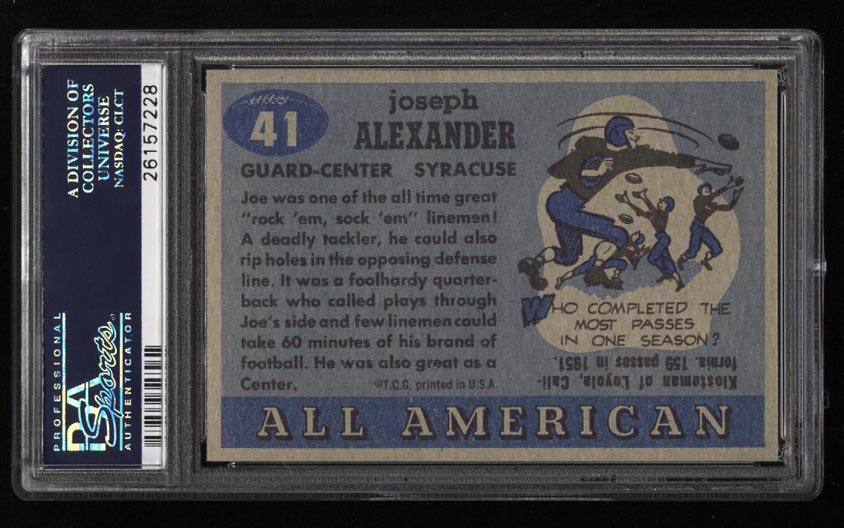 A DIVISION OF
COLLECTORS
UNIVERSE
NASDAQ: CLCT
26157228
PROFESSIONAL
PSA
Sports
AUTHENTICATOR
41
joseph
ALEXANDER
GUARD-CENTER SYRACUSE
Joe was one of the all time great
"rock 'em, sock 'em" linemen!
A deadly tackler, he could also
rip holes in the opposing defense
line. It was a foolhardy quarter-
back who called plays through
Joe's side and few linemen could
take 60 minutes of his brand of
football. He was also great as a
Center.
©T.C.G. printed in U.S.A.
WHO COMPLETED THE
MOST PASSES
IN ONE SEASON?
Klosteman of Loyola, Cali-
fornia. 159 passes in 1951.
ALL AMERICAN